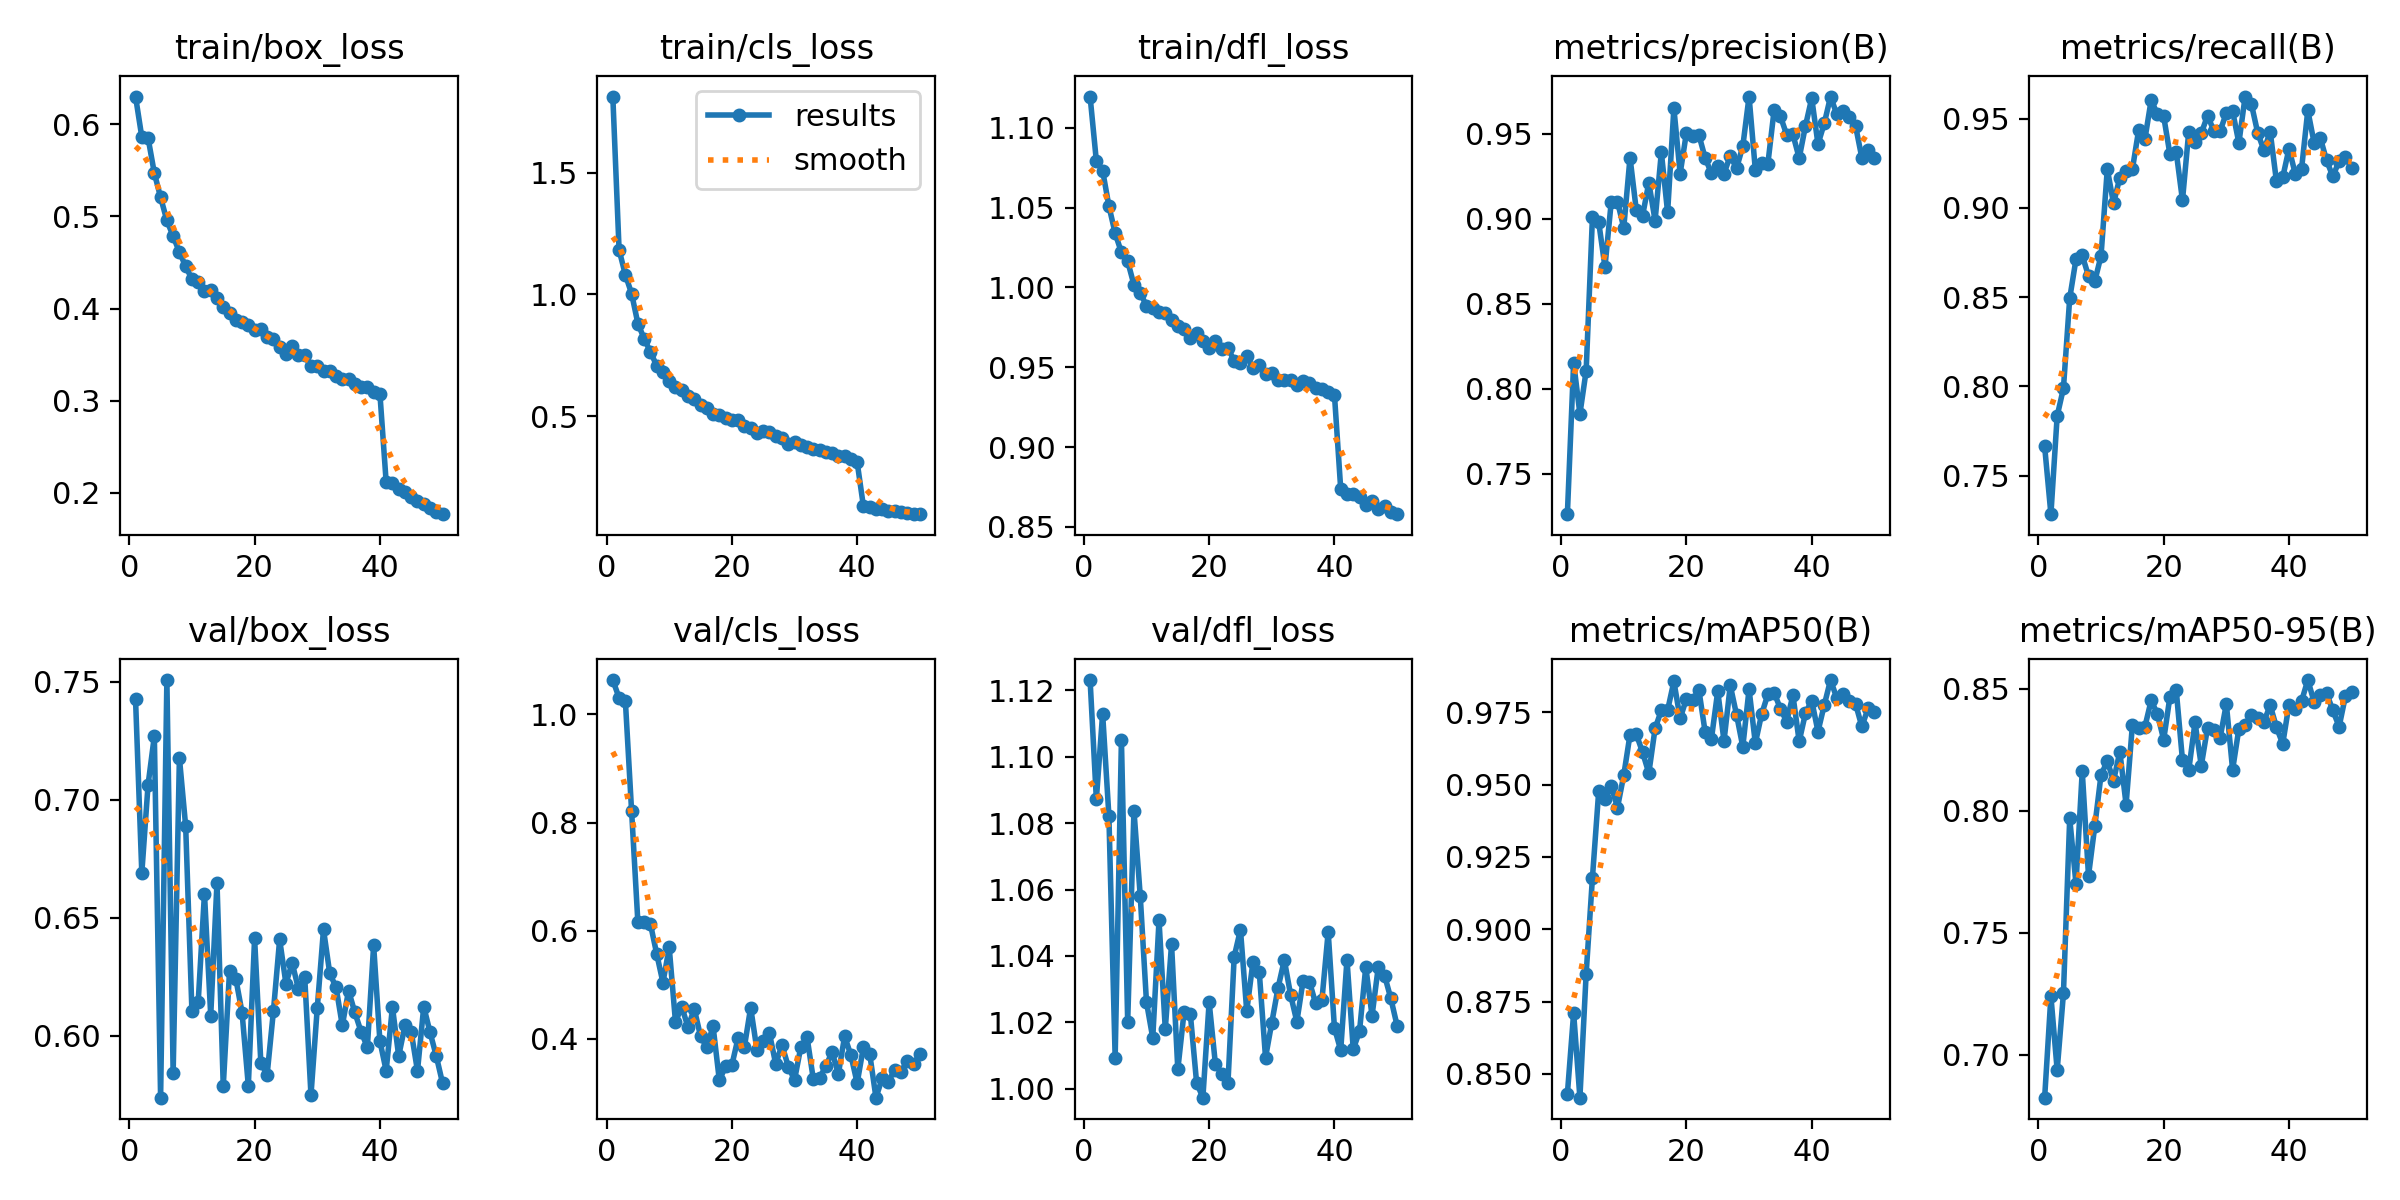 train/box_loss
train/cls_loss
train/dfl_loss
metrics/precision(B)
metrics/recall(B)
0.6
0.5
0.4
0.3
0.2
0 20 40
1.5
1.0
0.5
0 20 40
results
smooth
1.10
1.05
1.00
0.95
0.90
0.85
0 20 40
0.95
0.90
0.85
0.80
0.75
0 20 40
0.95
0.90
0.85
0.80
0.75
0 20 40
val/box_loss
val/cls_loss
val/dfl_loss
metrics/mAP50(B)
metrics/mAP50-95(B)
0.75
0.70
0.65
0.60
0 20 40
1.0
0.8
0.6
0.4
0 20 40
1.12
1.10
1.08
1.06
1.04
1.02
1.00
0 20 40
0.975
0.950
0.925
0.900
0.875
0.850
0 20 40
0.85
0.80
0.75
0.70
0 20 40